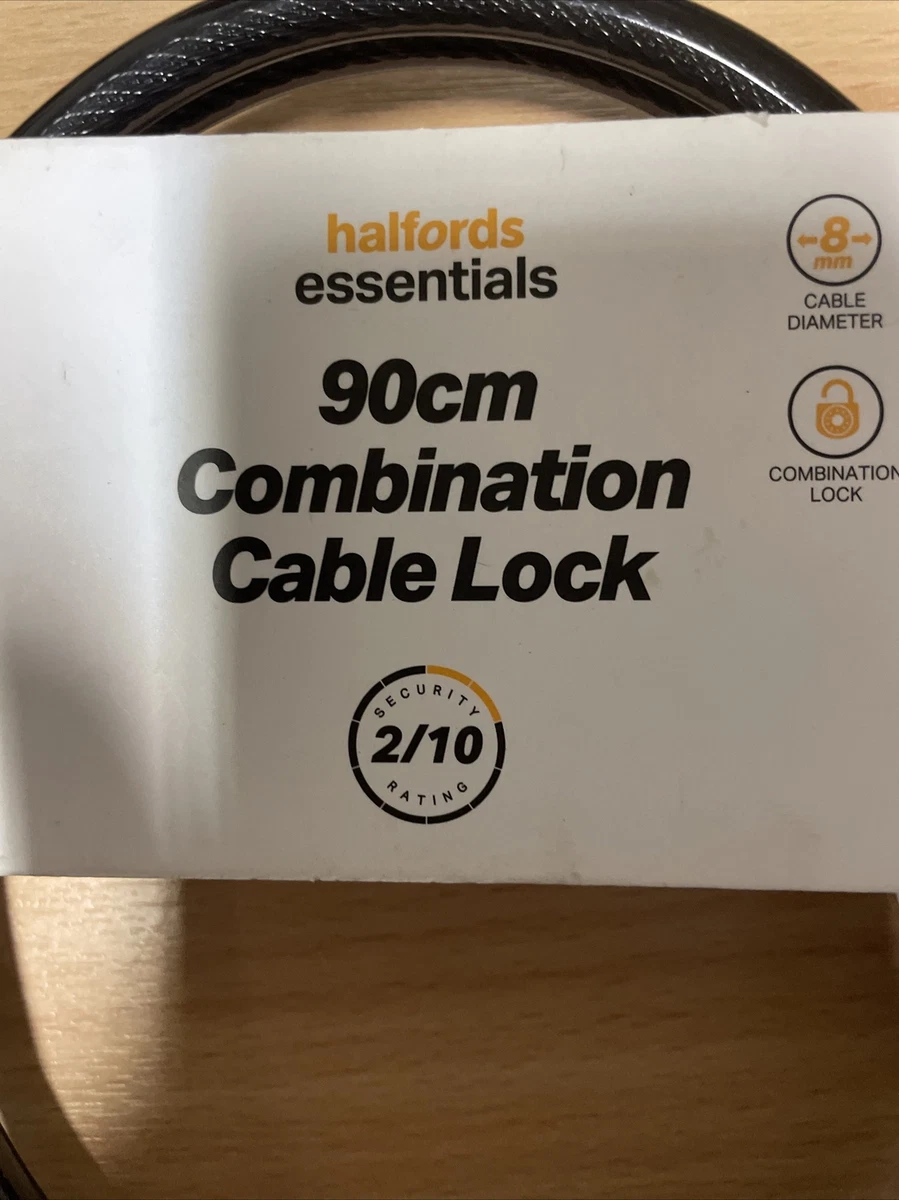 halfords
essentials
90cm
Combination
Cable Lock
SECURITY
2/10
RATING
8
mm
CABLE
DIAMETER
COMBINATION
LOCK